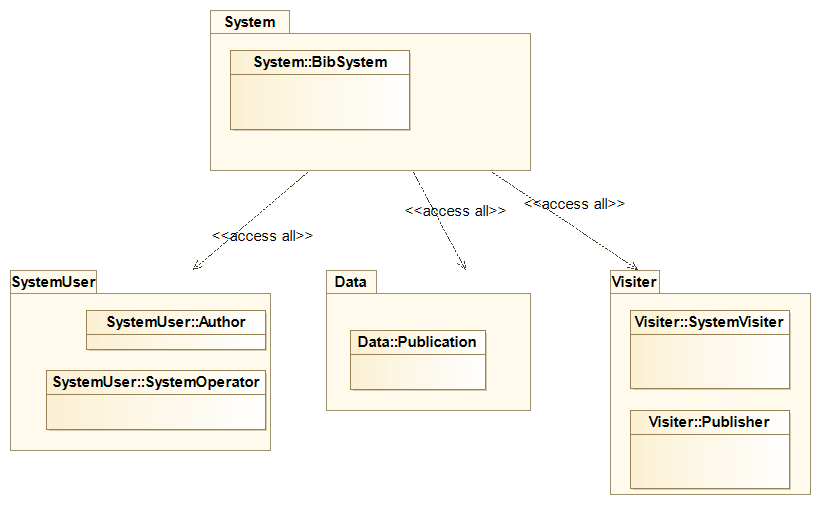 System
System::BibSystem
<<access all>>
<<access all>>
<<access all>>
SystemUser
SystemUser::Author
SystemUser::SystemOperator
Data
Data::Publication
Visiter
Visiter::SystemVisiter
Visiter::Publisher